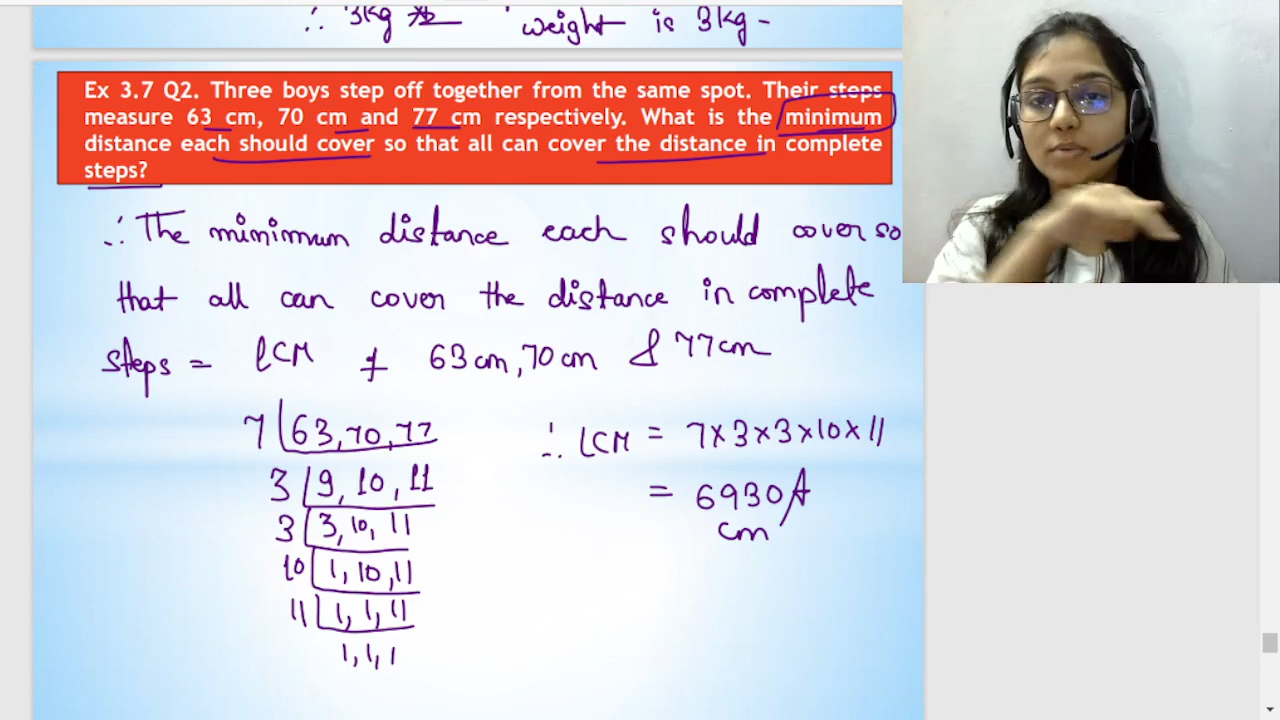 ∴ 3kg weight is 3kg -
Ex 3.7 Q2. Three boys step off together from the same spot. Their steps
measure 63 cm, 70 cm and 77 cm respectively. What is the minimum
distance each should cover so that all can cover the distance in complete
steps?
∴ The minimum distance each should cover so
that all can cover the distance in complete
steps = LCM of 63 cm, 70 cm & 77 cm
7 | 63, 70, 77
3 | 9, 10, 11
3 | 3, 10, 11
10 | 1, 10, 11
11 | 1, 1, 11
1, 1, 1
∴ LCM = 7 × 3 × 3 × 10 × 11
= 6930
cm